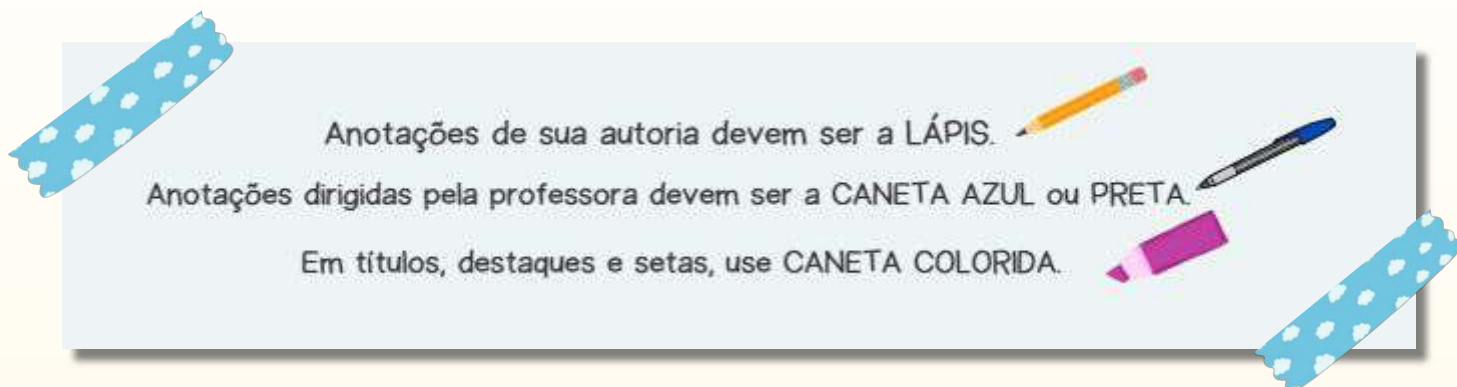 Anotações de sua autoria devem ser a LÁPIS.
Anotações dirigidas pela professora devem ser a CANETA AZUL ou PRETA.
Em títulos, destaques e setas, use CANETA COLORIDA.